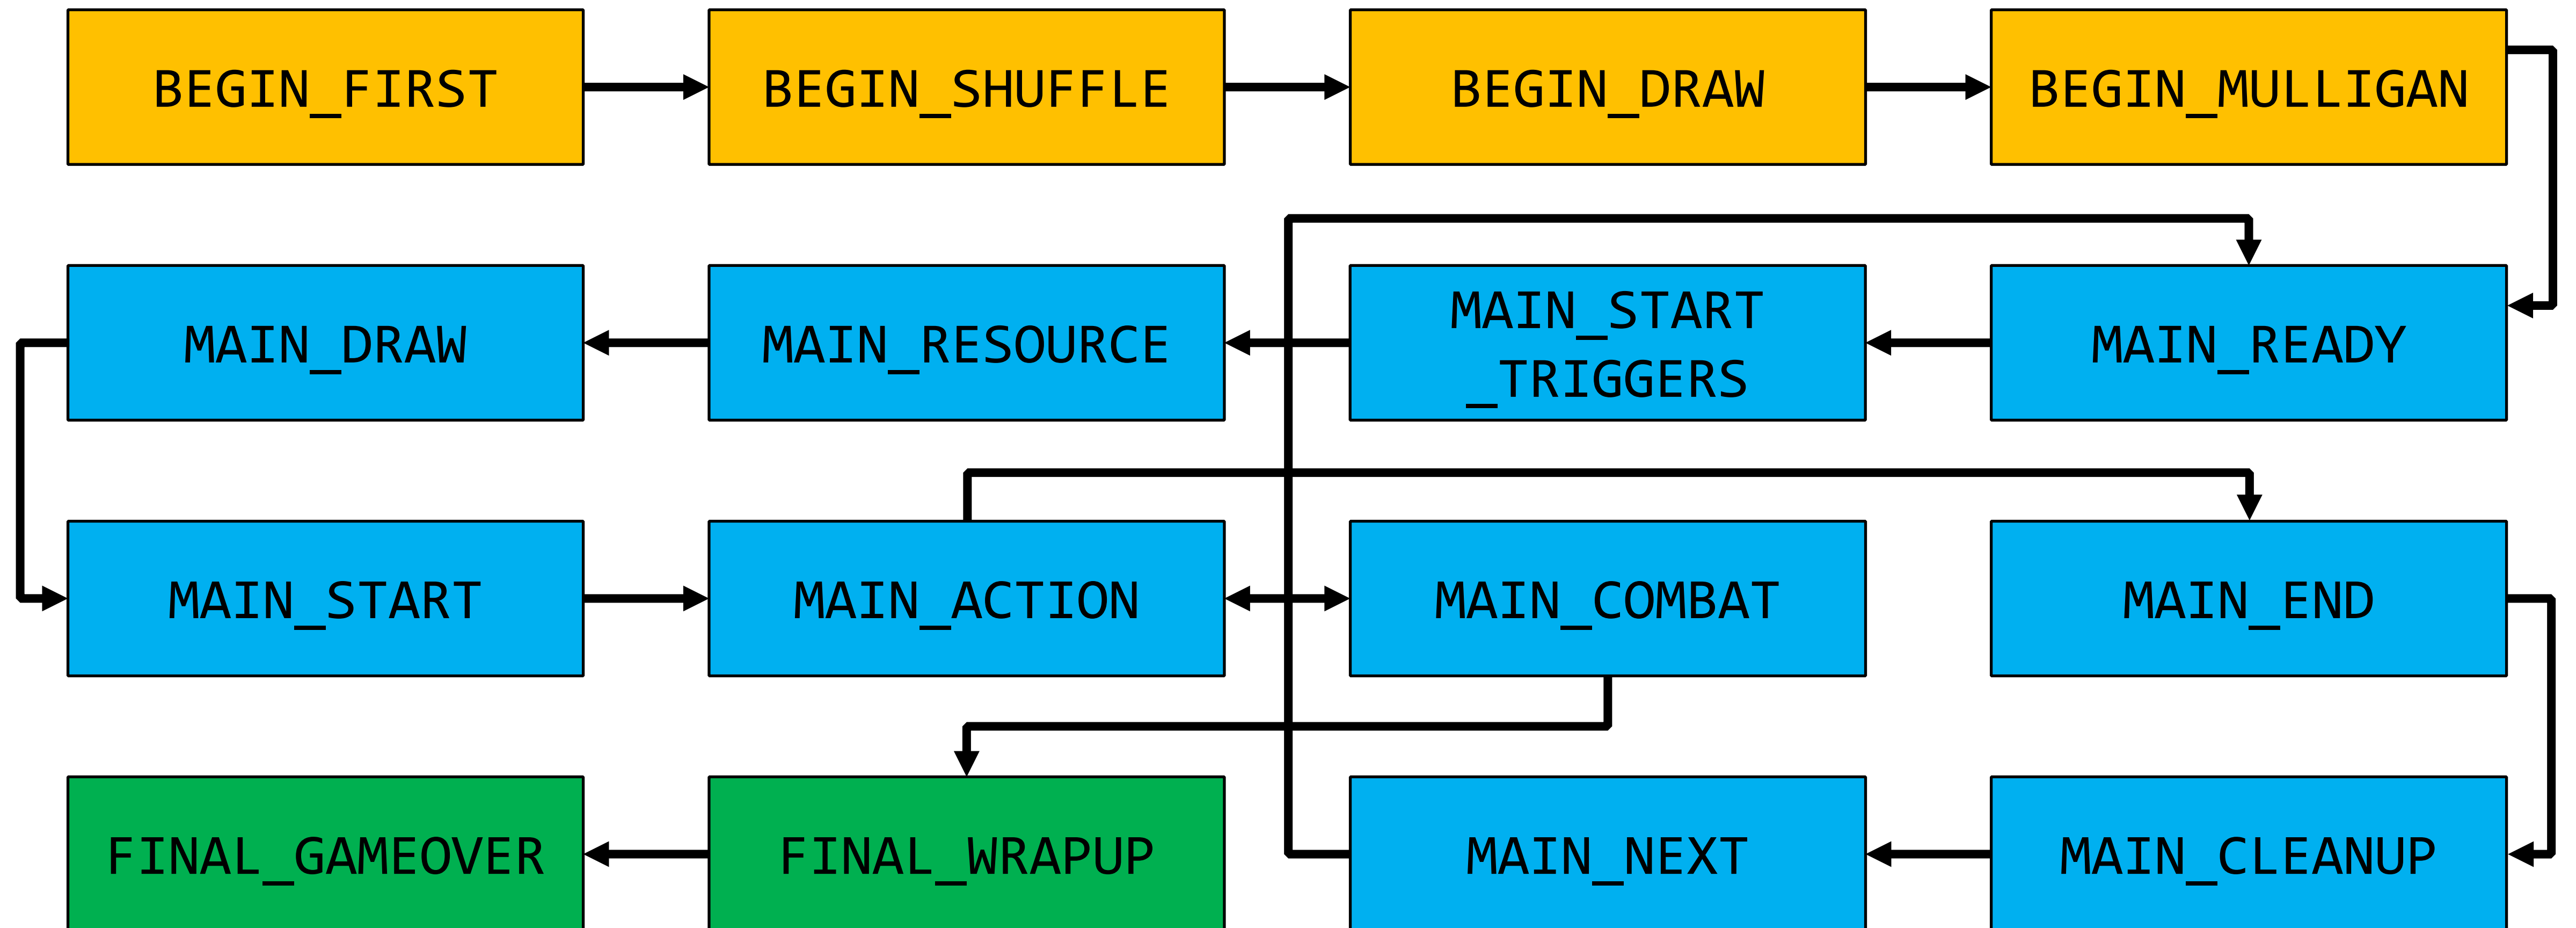 BEGIN_FIRST
BEGIN_SHUFFLE
BEGIN_DRAW
BEGIN_MULLIGAN
MAIN_DRAW
MAIN_RESOURCE
MAIN_START
_TRIGGERS
MAIN_READY
MAIN_START
MAIN_ACTION
MAIN_COMBAT
MAIN_END
FINAL_GAMEOVER
FINAL_WRAPUP
MAIN_NEXT
MAIN_CLEANUP